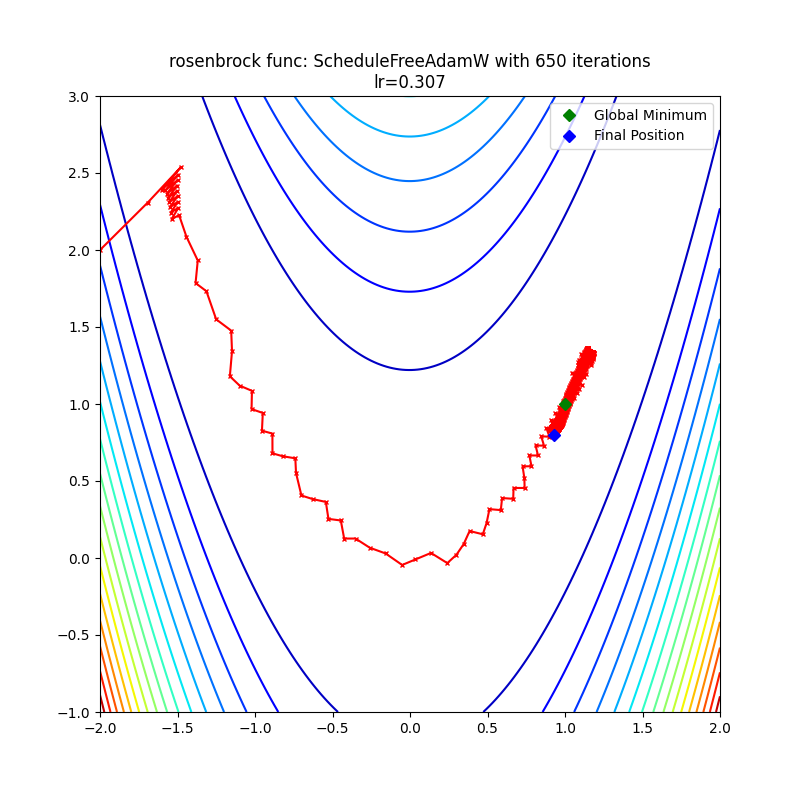 rosenbrock func: ScheduleFreeAdamW with 650 iterations
lr=0.307
Global Minimum
Final Position
3.0
2.5
2.0
1.5
1.0
0.5
0.0
−0.5
−1.0
−2.0 −1.5 −1.0 −0.5 0.0 0.5 1.0 1.5 2.0